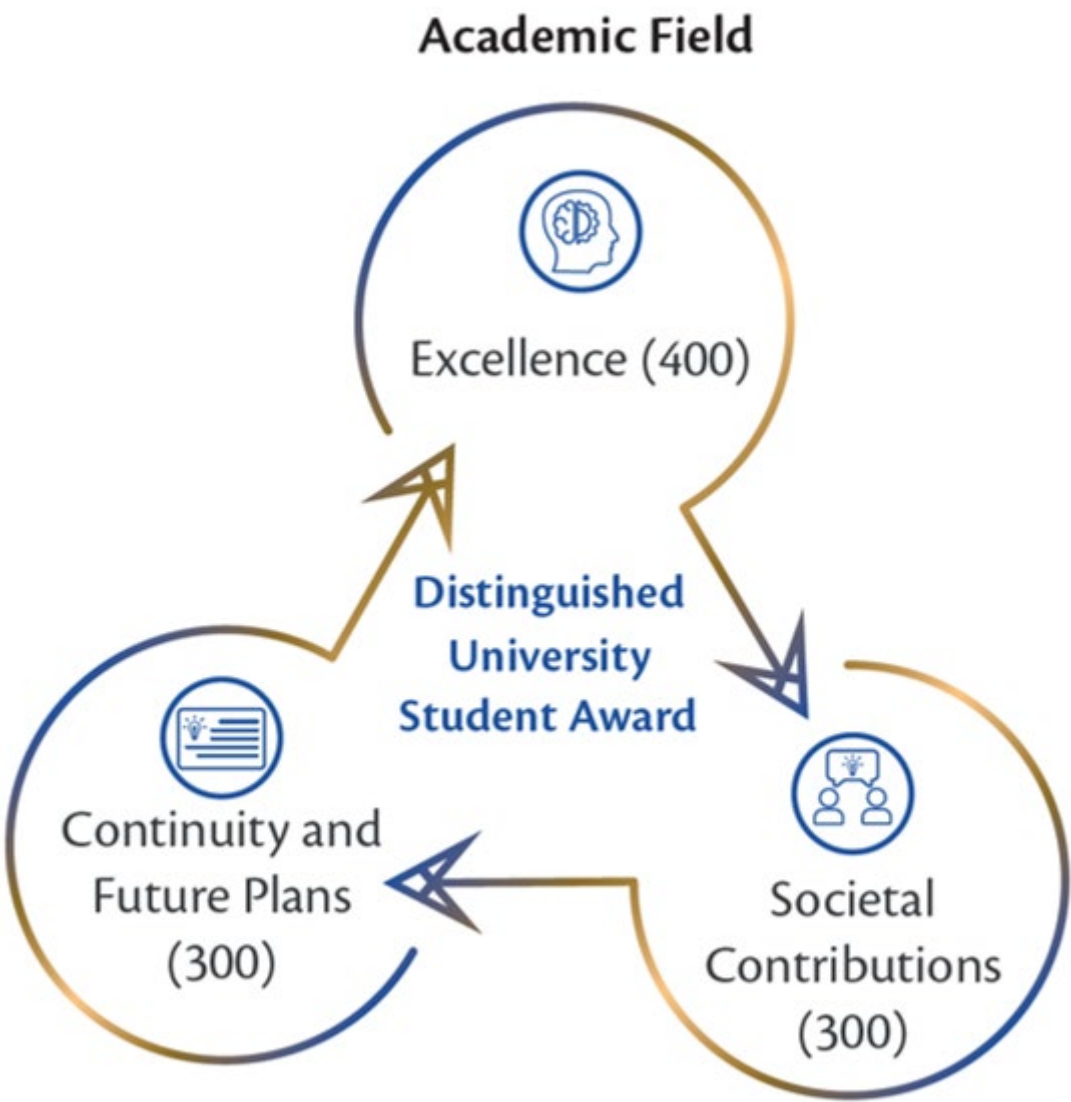 Academic Field
Excellence (400)
Distinguished
University
Student Award
Continuity and
Future Plans
(300)
Societal
Contributions
(300)